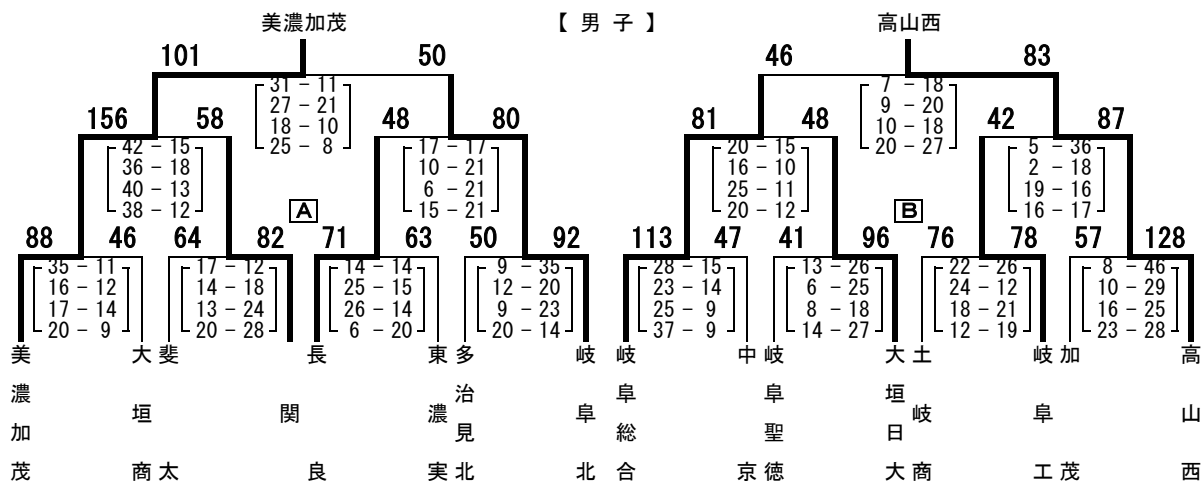 美濃加茂 【 男 子 】 高山西
101 50 46 83
31 - 11 7 - 18
27 - 21 9 - 20
18 - 10 10 - 18
25 - 8 20 - 27
156 58 48 80 81 48 42 87
42 - 15 17 - 17 20 - 15 5 - 36
36 - 18 10 - 21 16 - 10 2 - 18
40 - 13 6 - 21 25 - 11 19 - 16
38 - 12 15 - 21 20 - 12 16 - 17
A B
88 46 64 82 71 63 50 92 113 47 41 96 76 78 57 128
35 - 11 17 - 12 14 - 14 9 - 35 28 - 15 13 - 26 22 - 26 8 - 46
16 - 12 14 - 18 25 - 15 12 - 20 23 - 14 6 - 25 24 - 12 10 - 29
17 - 14 13 - 24 26 - 14 9 - 23 25 - 9 8 - 18 18 - 21 16 - 25
20 - 9 20 - 28 6 - 20 20 - 14 37 - 9 14 - 27 12 - 19 23 - 28
美濃加茂
大垣商
斐太
関
長良
東濃実
多治見北
岐阜北
岐阜総合
中京
岐阜聖徳
大垣日大
土岐商
岐阜工
加茂
高山西